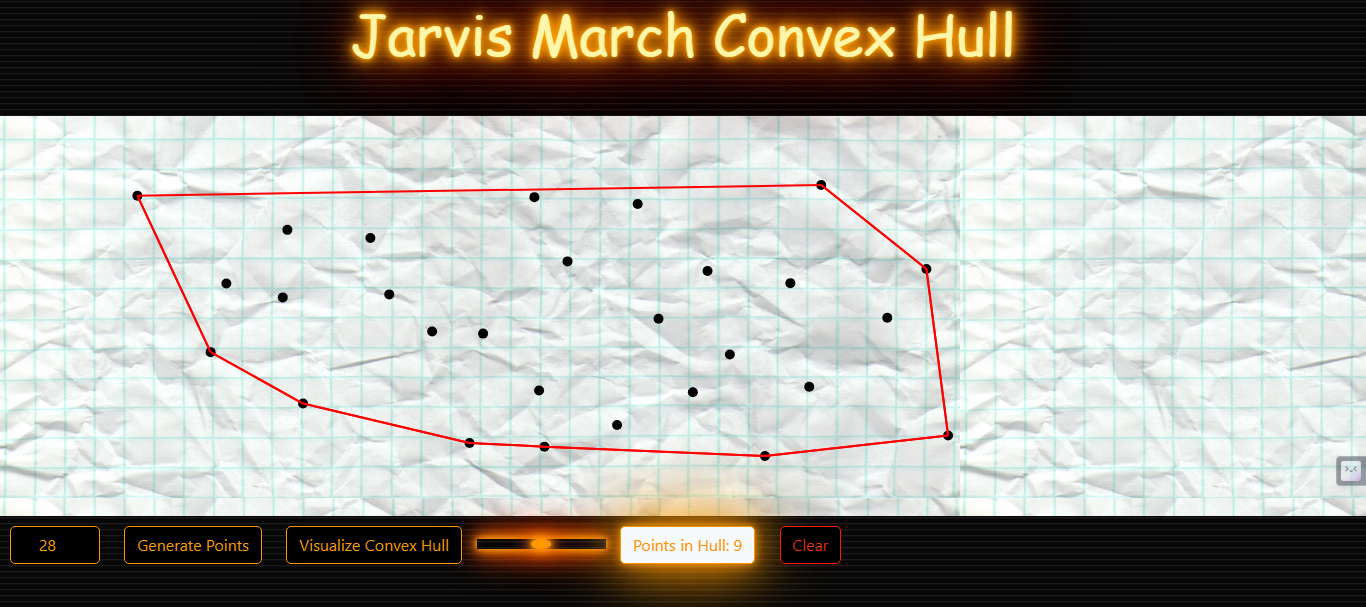 Jarvis March Convex Hull
28
Generate Points
Visualize Convex Hull
Points in Hull: 9
Clear